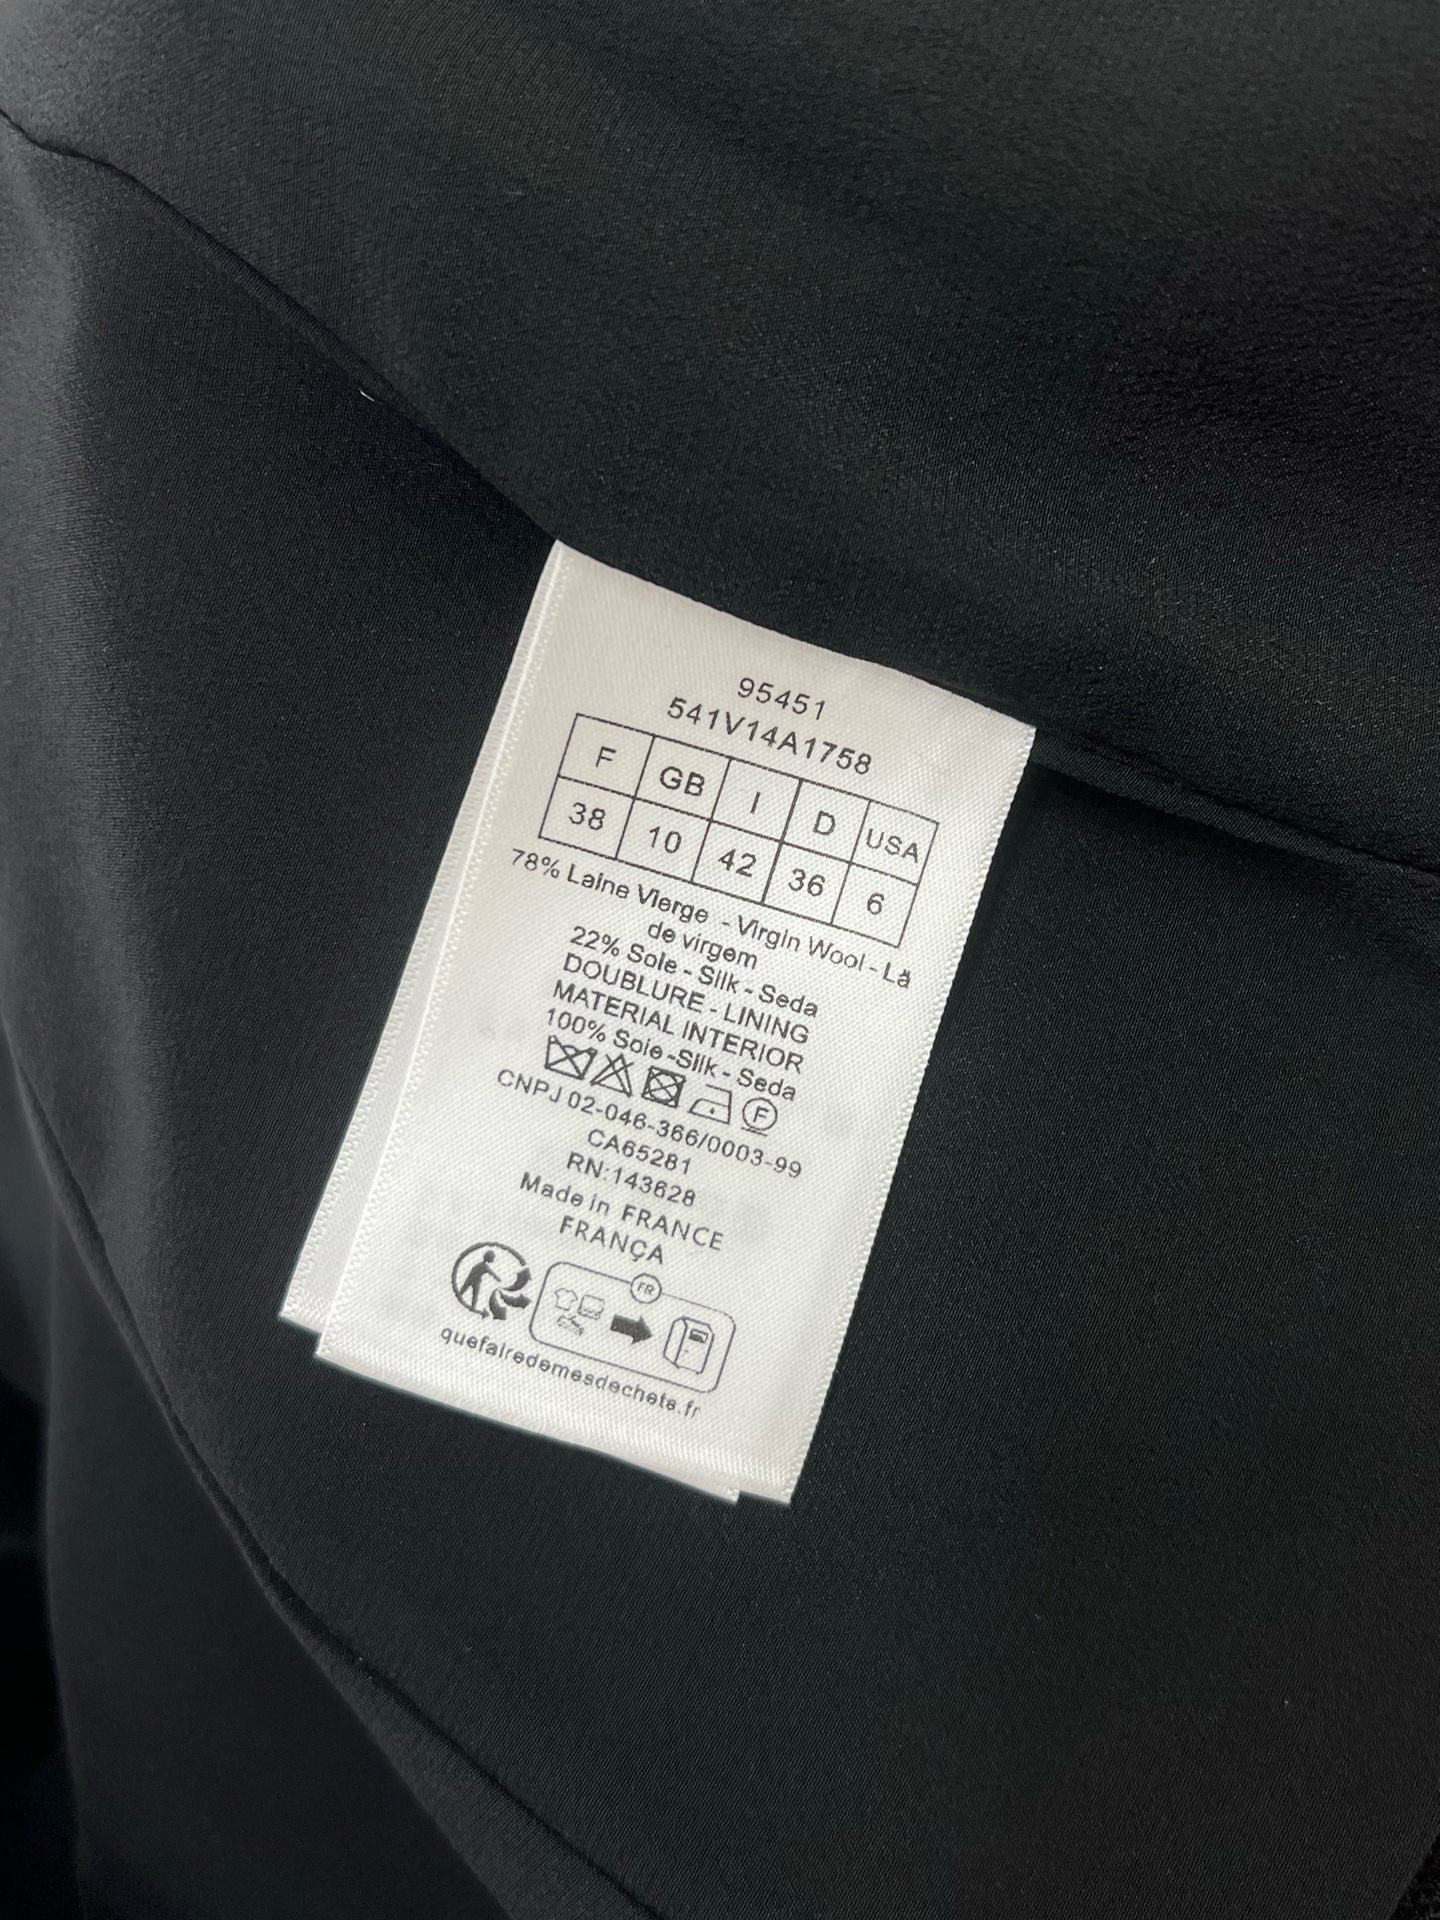 95451
541V14A1758
F GB I D USA
38 10 42 36 6
78% Laine Vierge - Virgin Wool - Lã
de virgem
22% Soie - Silk - Seda
DOUBLURE - LINING
MATERIAL INTERIOR
100% Soie -Silk - Seda
F
CNPJ 02-046-366/0003-99
CA65281
RN:143628
Made in FRANCE
FRANÇA
FR
quefairedemesdechets.fr